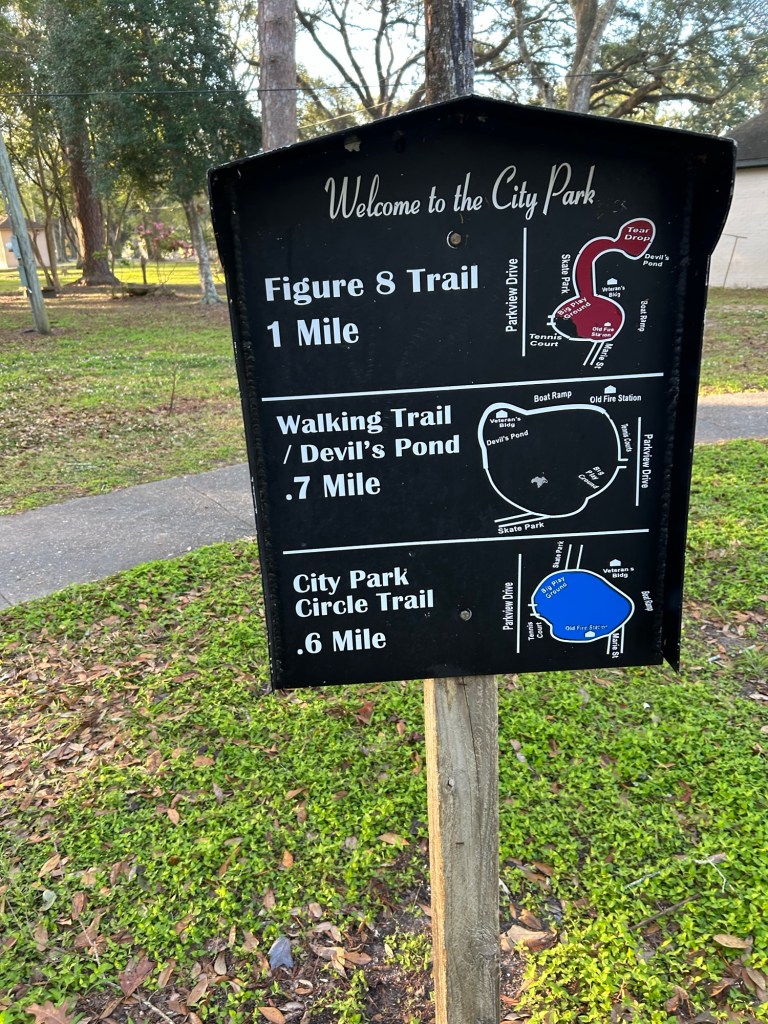 Welcome to the City Park
Figure 8 Trail
1 Mile
Parkview Drive
Skate Park
Tear
Drop
Devil's
Pond
Veteran's
Bldg
Big Play
Ground
Old Fire
Station
Boat Ramp
Tennis
Court
Marie St
Walking Trail
/ Devil's Pond
.7 Mile
Boat Ramp
Old Fire Station
Veteran's
Bldg
Devil's Pond
Tennis Courts
Big Play
Ground
Parkview Drive
Skate Park
City Park
Circle Trail
.6 Mile
Parkview Drive
Skate Park
Veteran's
Bldg
Big Play
Ground
Boat Ramp
Tennis
Court
Old Fire Station
Marie St